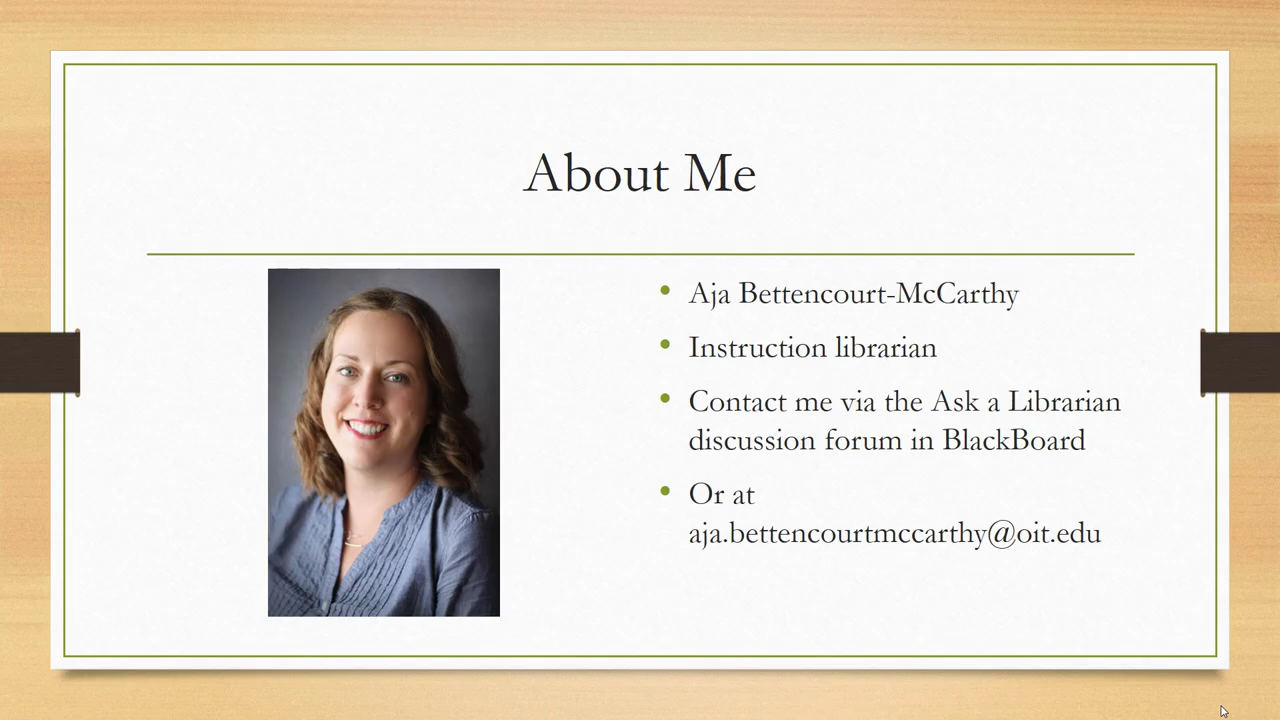 About Me
Aja Bettencourt-McCarthy
Instruction librarian
Contact me via the Ask a Librarian
discussion forum in BlackBoard
Or at
aja.bettencourtmccarthy@oit.edu